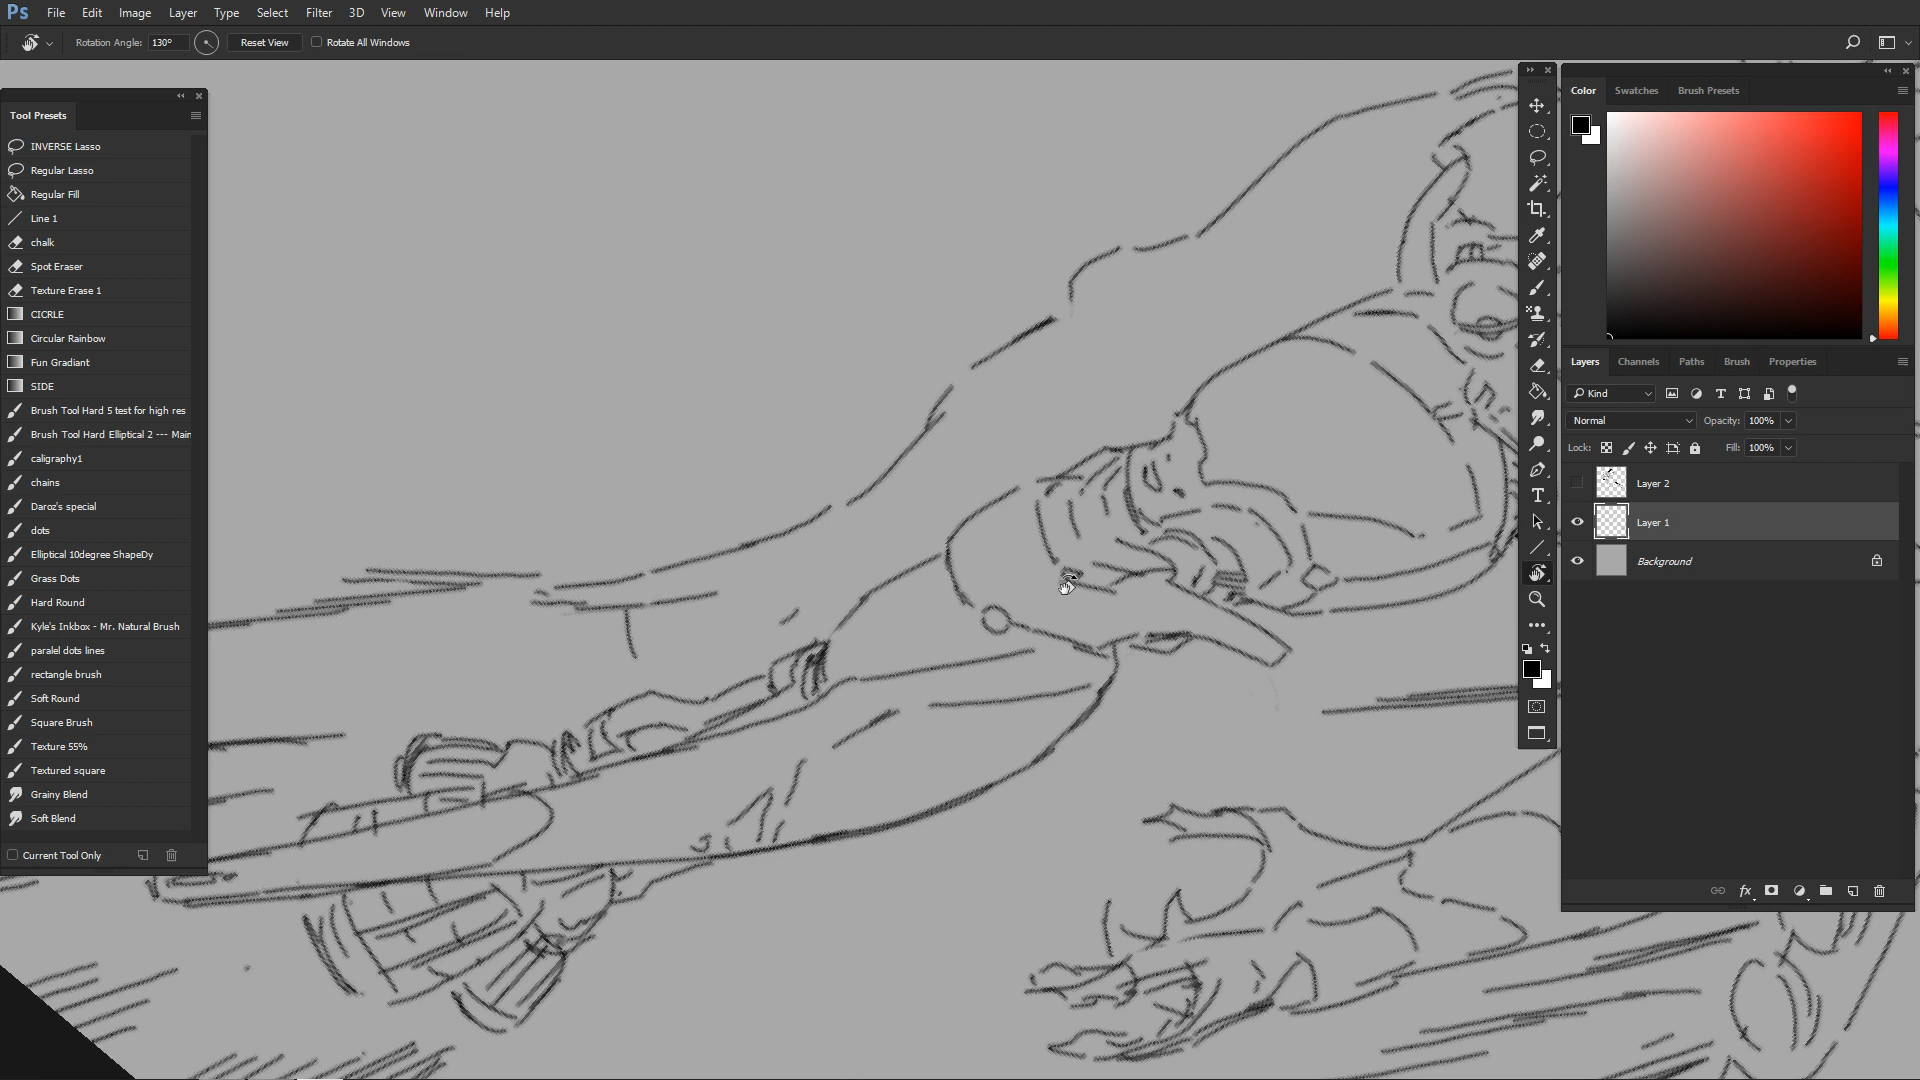 Ps File Edit Image Layer Type Select Filter 3D View Window Help
Rotation Angle: 130° Reset View Rotate All Windows
Tool Presets
INVERSE Lasso
Regular Lasso
Regular Fill
Line 1
chalk
Spot Eraser
Texture Erase 1
CICRLE
Circular Rainbow
Fun Gradient
SIDE
Brush Tool Hard 5 test for high res
Brush Tool Hard Elliptical 2 --- Main
caligraphy1
chains
Daroz's special
dots
Elliptical 10degree ShapeDy
Grass Dots
Hard Round
Kyle's Inkbox - Mr. Natural Brush
paralel dots lines
rectangle brush
Soft Round
Square Brush
Texture 55%
Textured square
Grainy Blend
Soft Blend
Current Tool Only
Color Swatches Brush Presets
Layers Channels Paths Brush Properties
Kind
Normal Opacity: 100%
Lock: Fill: 100%
Layer 2
Layer 1
Background
fx